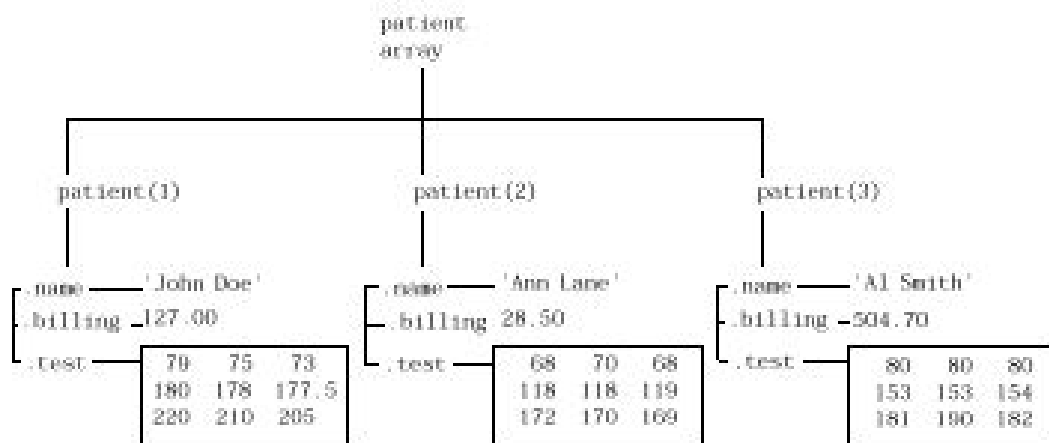 patient
array
patient(1) patient(2) patient(3)
.name 'John Doe' .name 'Ann Lane' .name 'Al Smith'
.billing 127.00 .billing 28.50 .billing 504.70
.test 79 75 73 .test 68 70 68 .test 80 80 80
180 178 177.5 118 118 119 153 153 154
220 210 205 172 170 169 181 190 182